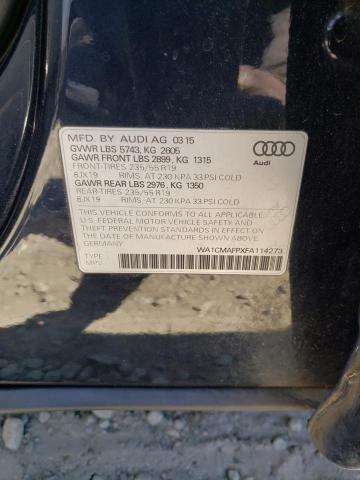 MFD. BY AUDI AG 03 15
GVWR LBS 5743, KG 2605
GAWR FRONT LBS 2899, KG 1315
FRONT-TIRES: 235/55 R19
8JX19 RIMS, AT 230 KPA 33 PSI COLD
GAWR REAR LBS 2976, KG 1350
REAR-TIRES: 235/55 R19
8JX19 RIMS, AT 230 KPA 33 PSI COLD
THIS VEHICLE CONFORMS TO ALL APPLICABLE
U.S. FEDERAL MOTOR VEHICLE SAFETY, BUMPER
AND THEFT PREVENTION STANDARDS IN EFFECT ON
THE DATE OF MANUFACTURE SHOWN ABOVE.
GERMANY
TYPE:
MPV
WA1CMAFPXFA114273
Audi